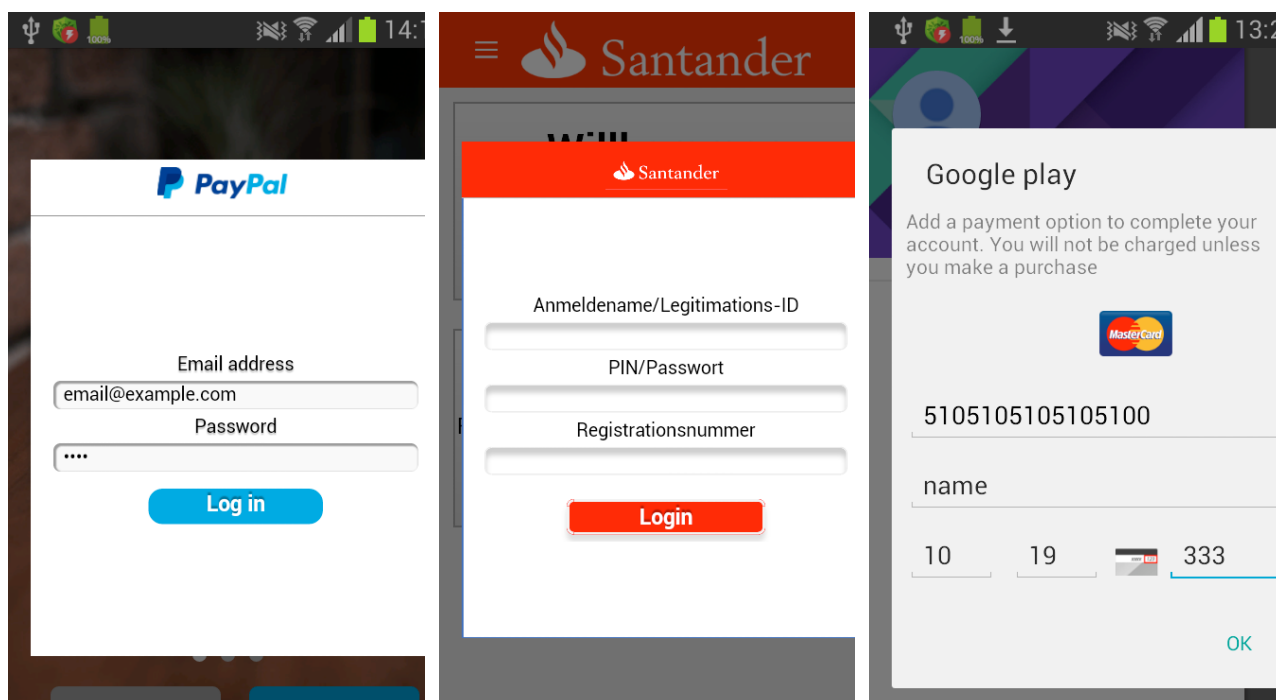 100%
14:1
PayPal
Email address
email@example.com
Password
••••
Log in
Santander
Santander
Anmeldename/Legitimations-ID
PIN/Passwort
Registrationsnummer
Login
100%
13:2
Google play
Add a payment option to complete your
account. You will not be charged unless
you make a purchase
MasterCard
5105105105105100
name
10 19 333
OK